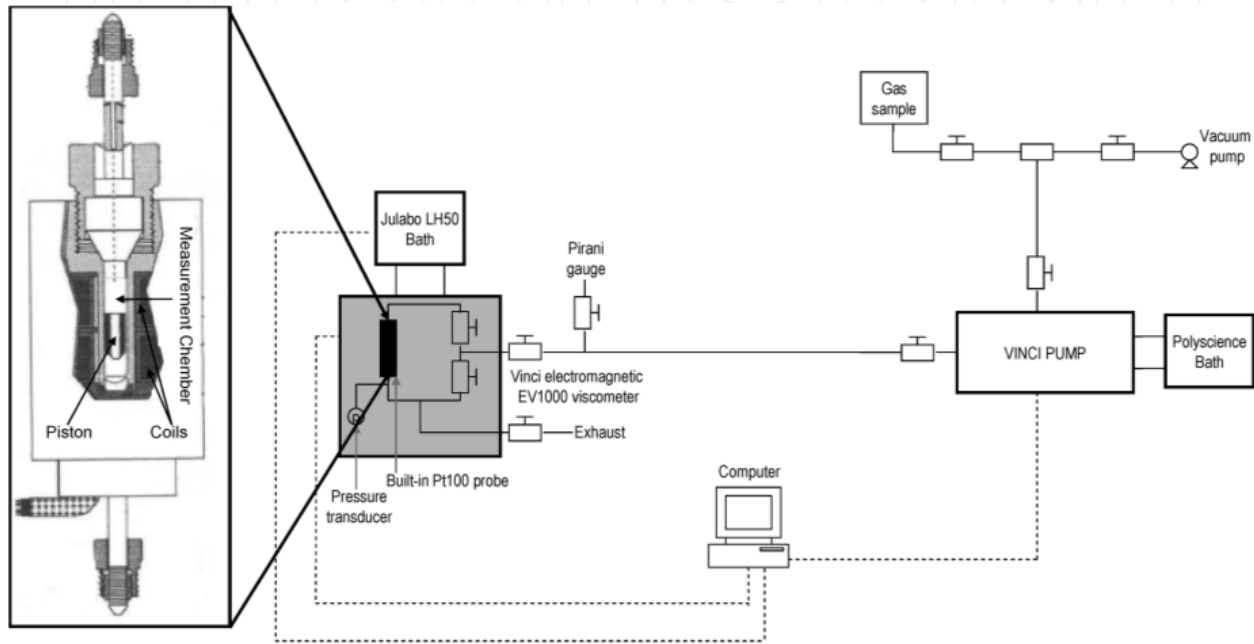 Measurement Chember
Piston
Coils
Julabo LH50
Bath
Pirani
gauge
Vinci electromagnetic
EV1000 viscometer
Exhaust
p
Built-in Pt100 probe
Pressure
transducer
Computer
Gas
sample
Vacuum
pump
VINCI PUMP
Polyscience
Bath